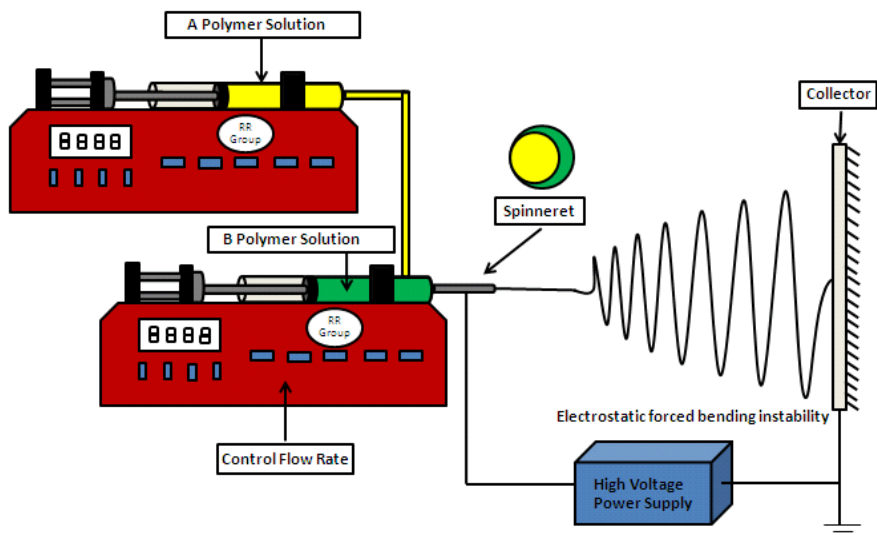 A Polymer Solution
Collector
RR
Group
8888
Spinneret
B Polymer Solution
RR
Group
8888
Electrostatic forced bending instability
Control Flow Rate
High Voltage
Power Supply